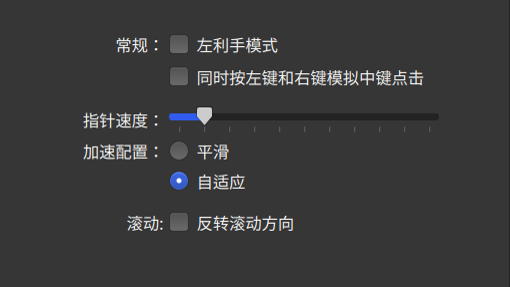 常规： 左利手模式
同时按左键和右键模拟中键点击
指针速度：
加速配置： 平滑
自适应
滚动: 反转滚动方向